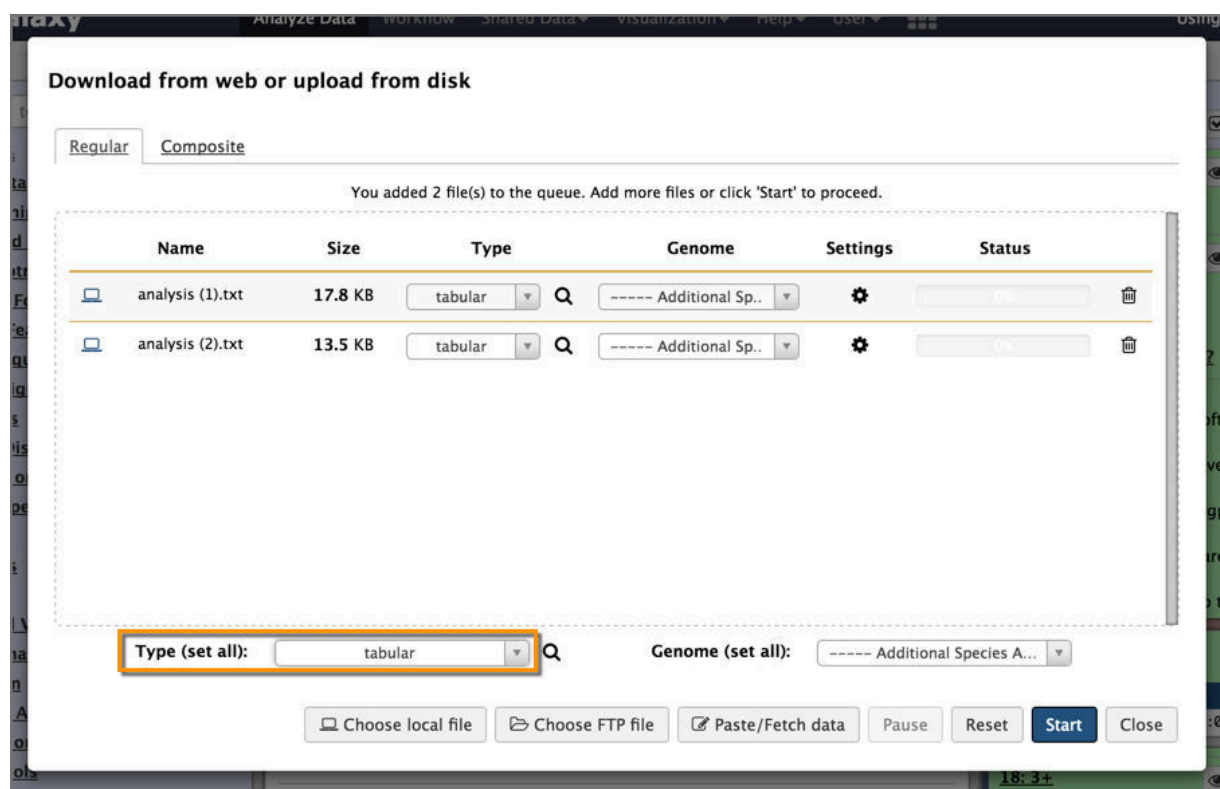 Analyze Data Workflow Shared Data Visualization Help User Using
Download from web or upload from disk
Regular Composite
You added 2 file(s) to the queue. Add more files or click 'Start' to proceed.
Name Size Type Genome Settings Status
analysis (1).txt 17.8 KB tabular ----- Additional Sp.. 0%
analysis (2).txt 13.5 KB tabular ----- Additional Sp.. 0%
Type (set all): tabular Genome (set all): ----- Additional Species A...
Choose local file Choose FTP file Paste/Fetch data Pause Reset Start Close
18: 3+